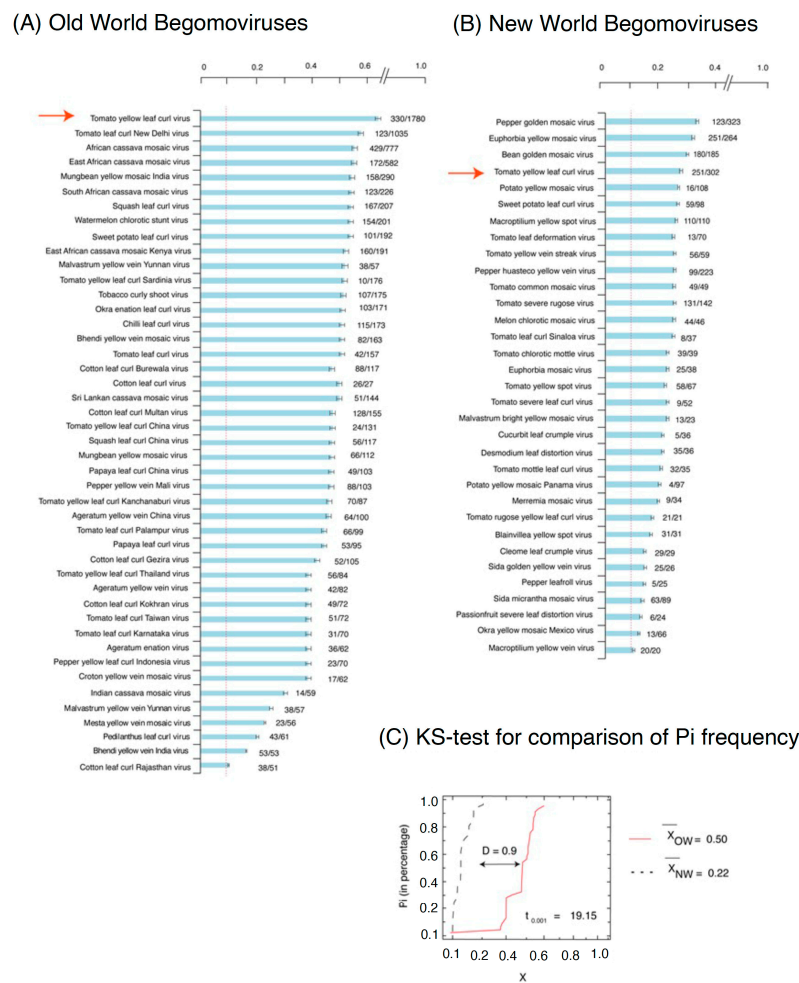 (A) Old World Begomoviruses
0 0.2 0.4 0.6 1.0
Tomato yellow leaf curl virus 330/1780
Tomato leaf curl New Delhi virus 123/1035
African cassava mosaic virus 429/777
East African cassava mosaic virus 172/582
Mungbean yellow mosaic India virus 158/290
South African cassava mosaic virus 123/226
Squash leaf curl virus 167/207
Watermelon chlorotic stunt virus 154/201
Sweet potato leaf curl virus 101/192
East African cassava mosaic Kenya virus 160/191
Malvastrum yellow vein Yunnan virus 38/57
Tomato yellow leaf curl Sardinia virus 10/176
Tobacco curly shoot virus 107/175
Okra enation leaf curl virus 103/171
Chilli leaf curl virus 115/173
Bhendi yellow vein mosaic virus 82/163
Tomato leaf curl virus 42/157
Cotton leaf curl Burewala virus 88/117
Cotton leaf curl virus 26/27
Sri Lankan cassava mosaic virus 51/144
Cotton leaf curl Multan virus 128/155
Tomato yellow leaf curl China virus 24/131
Squash leaf curl China virus 56/117
Mungbean yellow mosaic virus 66/112
Papaya leaf curl China virus 49/103
Pepper yellow vein Mali virus 88/103
Tomato yellow leaf curl Kanchanaburi virus 70/87
Ageratum yellow vein China virus 64/100
Tomato leaf curl Palampur virus 66/99
Papaya leaf curl virus 53/95
Cotton leaf curl Gezira virus 52/105
Tomato yellow leaf curl Thailand virus 56/84
Ageratum yellow vein virus 42/82
Cotton leaf curl Kokhran virus 49/72
Tomato leaf curl Taiwan virus 51/72
Tomato leaf curl Karnataka virus 31/70
Ageratum enation virus 36/62
Pepper yellow leaf curl Indonesia virus 23/70
Croton yellow vein mosaic virus 17/62
Indian cassava mosaic virus 14/59
Malvastrum yellow vein Yunnan virus 38/57
Mesta yellow vein mosaic virus 23/56
Pedilanthus leaf curl virus 43/61
Bhendi yellow vein India virus 53/53
Cotton leaf curl Rajasthan virus 38/51
(B) New World Begomoviruses
0 0.2 0.4 1.0
Pepper golden mosaic virus 123/323
Euphorbia yellow mosaic virus 251/264
Bean golden mosaic virus 180/185
Tomato yellow leaf curl virus 251/302
Potato yellow mosaic virus 16/108
Sweet potato leaf curl virus 59/98
Macroptilium yellow spot virus 110/110
Tomato leaf deformation virus 13/70
Tomato yellow vein streak virus 56/59
Pepper huasteco yellow vein virus 99/223
Tomato common mosaic virus 49/49
Tomato severe rugose virus 131/142
Melon chlorotic mosaic virus 44/46
Tomato leaf curl Sinaloa virus 8/37
Tomato chlorotic mottle virus 39/39
Euphorbia mosaic virus 25/38
Tomato yellow spot virus 58/67
Tomato severe leaf curl virus 9/52
Malvastrum bright yellow mosaic virus 13/23
Cucurbit leaf crumple virus 5/36
Desmodium leaf distortion virus 35/36
Tomato mottle leaf curl virus 32/35
Potato yellow mosaic Panama virus 4/97
Merremia mosaic virus 9/34
Tomato rugose yellow leaf curl virus 21/21
Blainvillea yellow spot virus 31/31
Cleome leaf crumple virus 29/29
Sida golden yellow vein virus 25/26
Pepper leafroll virus 5/25
Sida micrantha mosaic virus 63/89
Passionfruit severe leaf distortion virus 6/24
Okra yellow mosaic Mexico virus 13/66
Macroptilium yellow vein virus 20/20
(C) KS-test for comparison of Pi frequency
Pi (in percentage)
1.0
0.8
0.6
0.4
0.2
0.1
D = 0.9
t 0.001 = 19.15
0.1 0.2 0.4 0.6 0.8 1.0
X
X OW = 0.50
X NW = 0.22